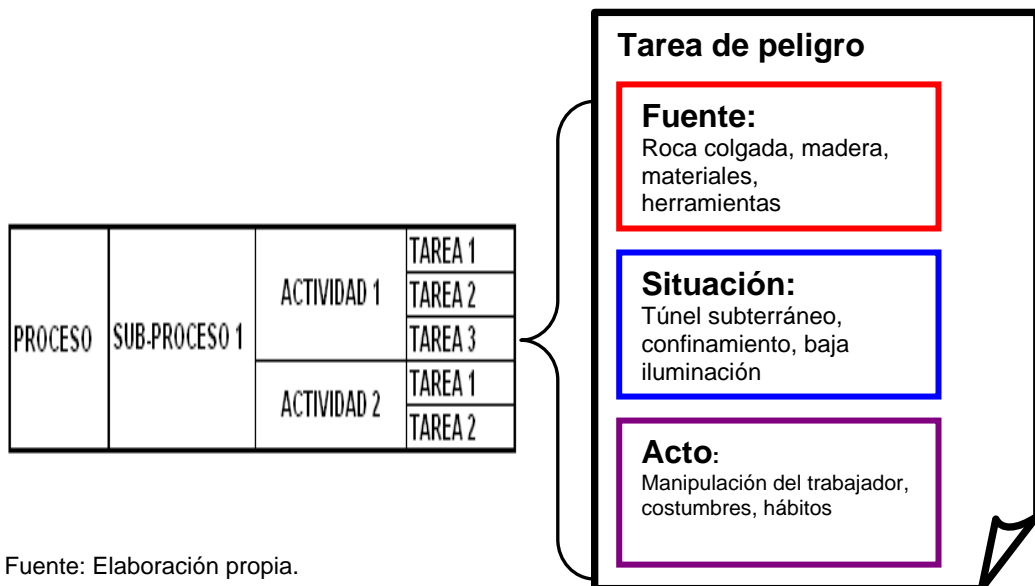 Tarea de peligro
Fuente:
Roca colgada, madera,
materiales,
herramientas
Situación:
Túnel subterráneo,
confinamiento, baja
iluminación
Acto:
Manipulación del trabajador,
costumbres, hábitos
PROCESO
SUB-PROCESO 1
ACTIVIDAD 1
TAREA 1
TAREA 2
TAREA 3
ACTIVIDAD 2
TAREA 1
TAREA 2
Fuente: Elaboración propia.